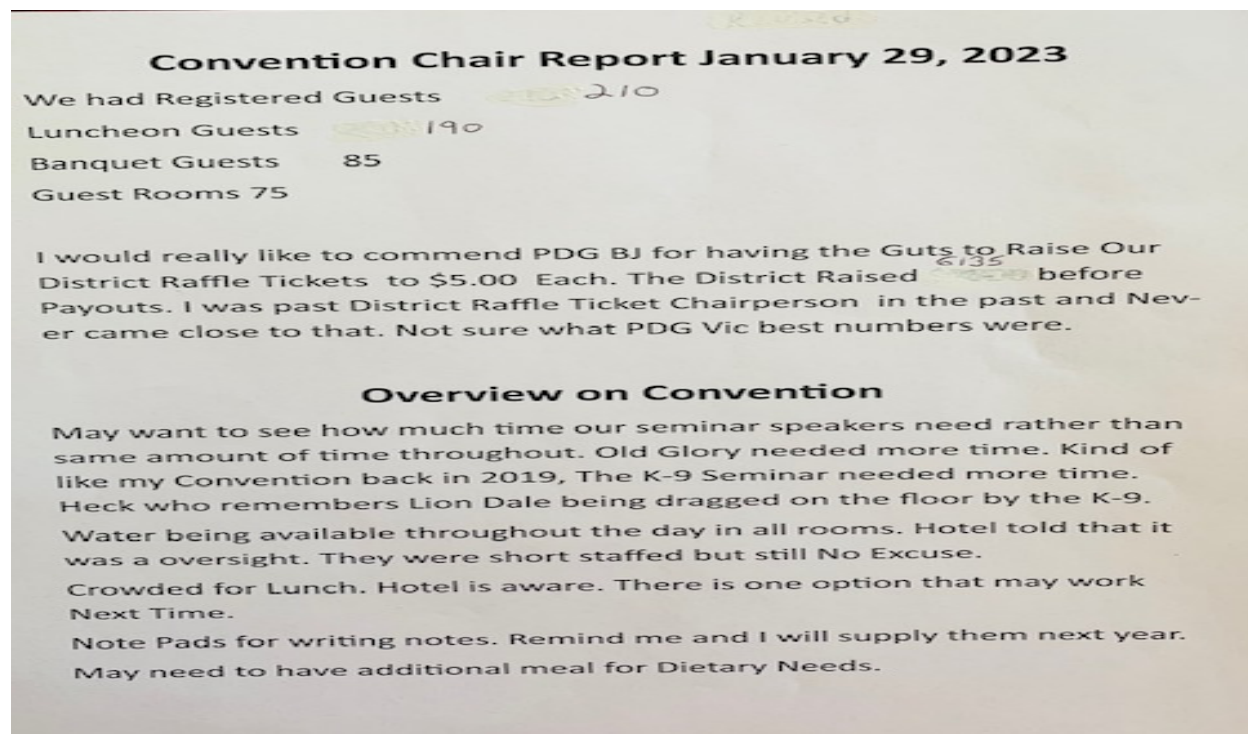 Revised
Convention Chair Report January 29, 2023
We had Registered Guests 210
Luncheon Guests 190
Banquet Guests 85
Guest Rooms 75
I would really like to commend PDG BJ for having the Guts to Raise Our
District Raffle Tickets to $5.00 Each. The District Raised 6135 before
Payouts. I was past District Raffle Ticket Chairperson in the past and Nev-
er came close to that. Not sure what PDG Vic best numbers were.
Overview on Convention
May want to see how much time our seminar speakers need rather than
same amount of time throughout. Old Glory needed more time. Kind of
like my Convention back in 2019, The K-9 Seminar needed more time.
Heck who remembers Lion Dale being dragged on the floor by the K-9.
Water being available throughout the day in all rooms. Hotel told that it
was a oversight. They were short staffed but still No Excuse.
Crowded for Lunch. Hotel is aware. There is one option that may work
Next Time.
Note Pads for writing notes. Remind me and I will supply them next year.
May need to have additional meal for Dietary Needs.